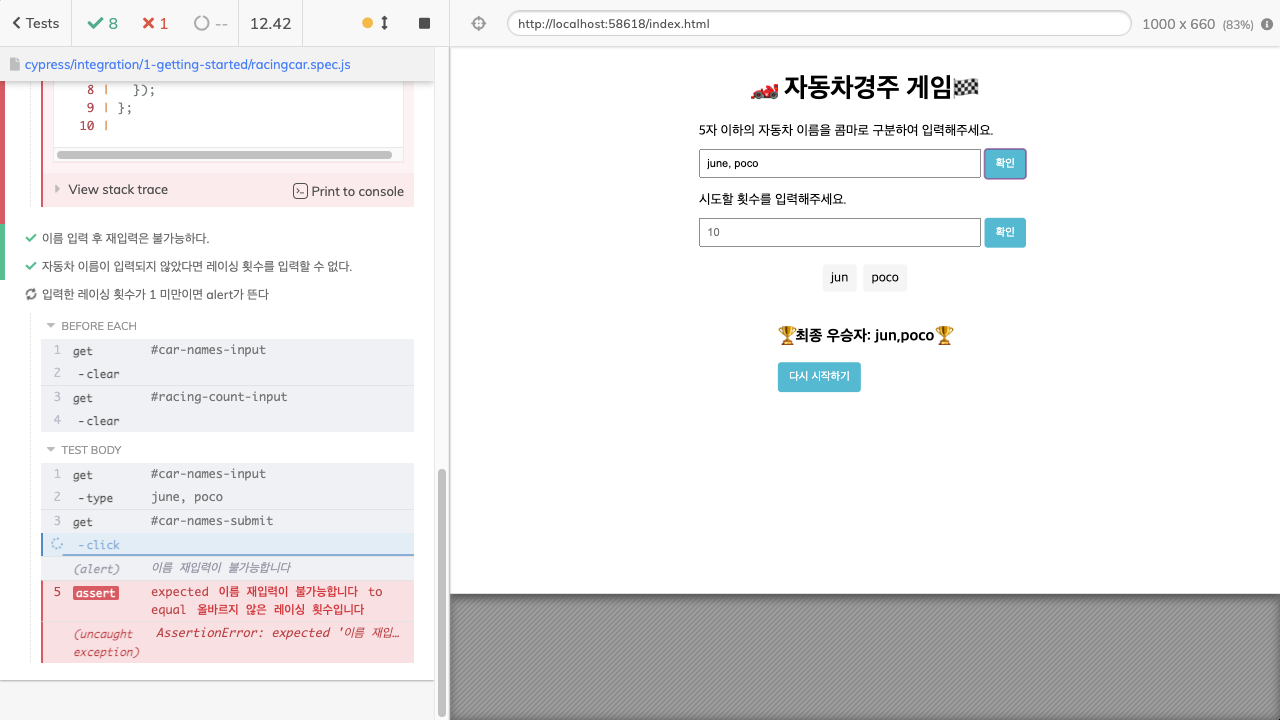 Tests 8 1 -- 12.42 http://localhost:58618/index.html 1000 x 660 (83%)
cypress/integration/1-getting-started/racingcar.spec.js
8 | });
9 | };
10 |
View stack trace Print to console
이름 입력 후 재입력은 불가능하다.
자동차 이름이 입력되지 않았다면 레이싱 횟수를 입력할 수 없다.
입력한 레이싱 횟수가 1 미만이면 alert가 뜬다
BEFORE EACH
1 get #car-names-input
2 -clear
3 get #racing-count-input
4 -clear
TEST BODY
1 get #car-names-input
2 -type june, poco
3 get #car-names-submit
-click
(alert) 이름 재입력이 불가능합니다
5 assert expected 이름 재입력이 불가능합니다 to
equal 올바르지 않은 레이싱 횟수입니다
(uncaught AssertionError: expected '이름 재입...
exception)
자동차경주 게임
5자 이하의 자동차 이름을 콤마로 구분하여 입력해주세요.
june, poco 확인
시도할 횟수를 입력해주세요.
10 확인
jun poco
최종 우승자: jun,poco
다시 시작하기